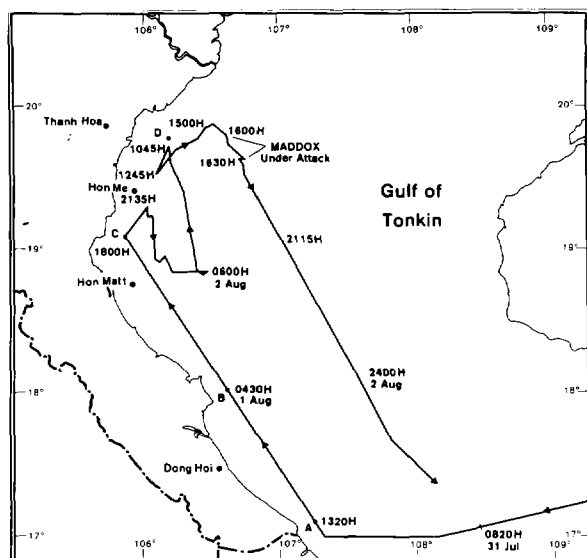 106°
107°
108°
109°
20°
20°
Thanh Hoa
D
1500H
1045H
1600H
MADDOX
Under Attack
1245H
1630H
Hon Me
2135H
Gulf of
Tonkin
C
1800H
2115H
19°
19°
0600H
2 Aug
Hon Matt
2400H
2 Aug
18°
18°
0430H
1 Aug
B
Dong Hoi
A
1320H
0820H
31 Jul
17°
17°
106°
107°
108°
109°